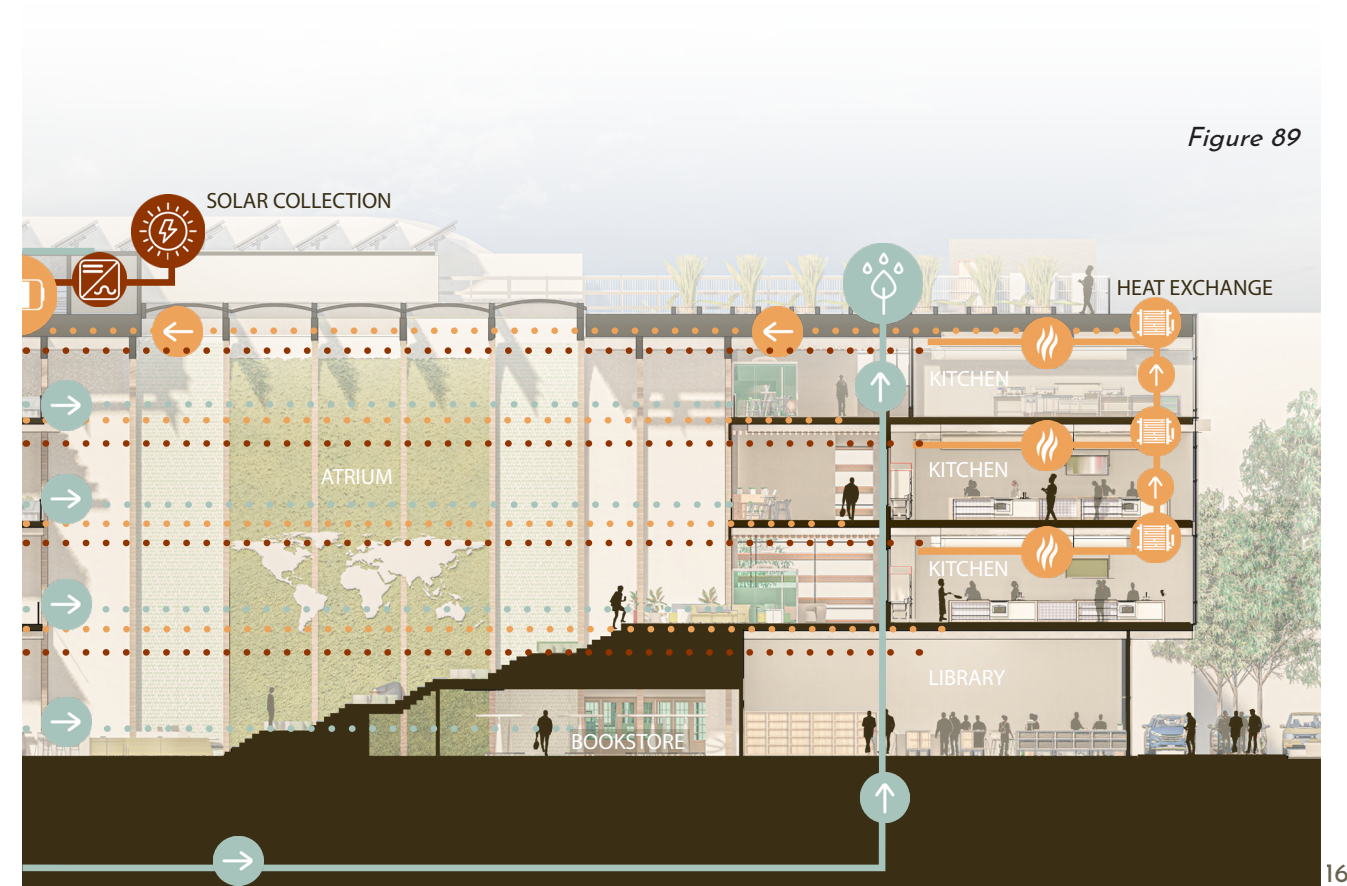 Figure 89
SOLAR COLLECTION
HEAT EXCHANGE
KITCHEN
ATRIUM
KITCHEN
KITCHEN
LIBRARY
BOOKSTORE
16